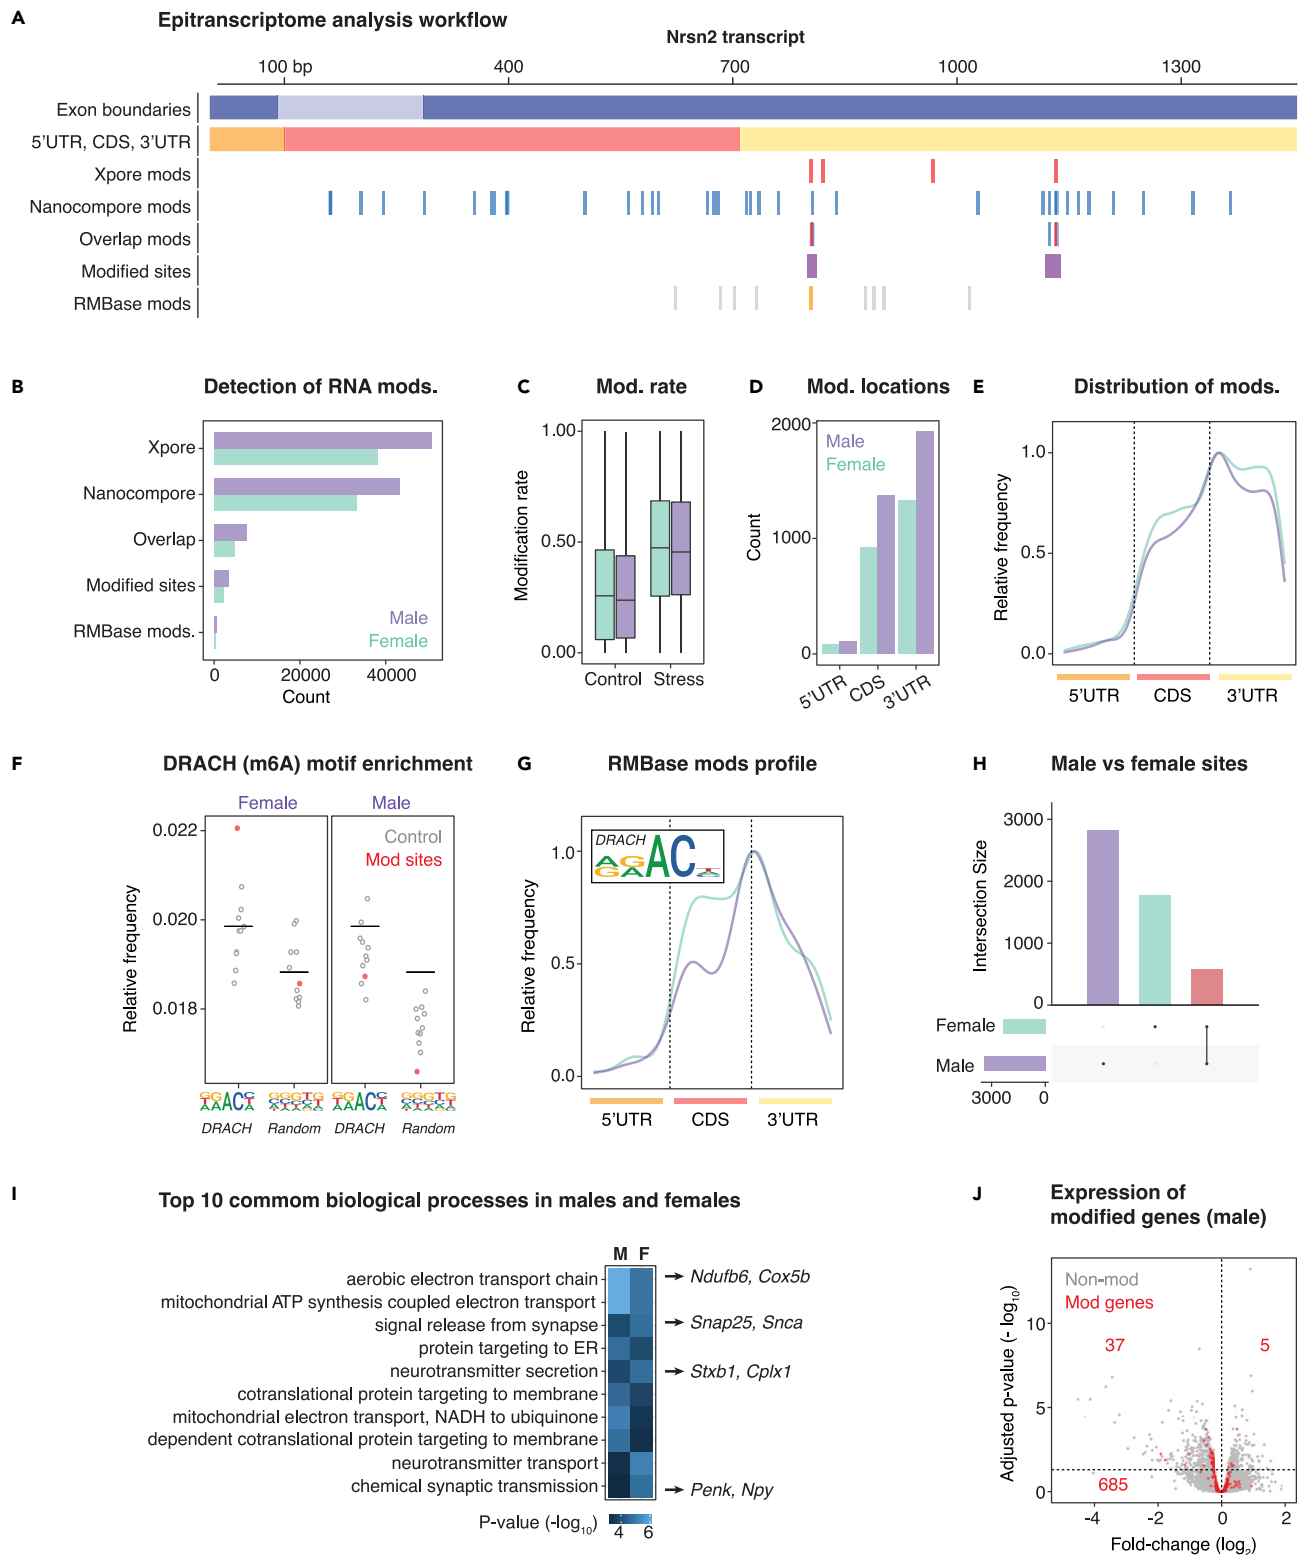 A
Epitranscriptome analysis workflow
Nrsn2 transcript
100 bp 400 700 1000 1300
Exon boundaries
5'UTR, CDS, 3'UTR
Xpore mods
Nanocompore mods
Overlap mods
Modified sites
RMBase mods
B
Detection of RNA mods.
Xpore
Nanocompore
Overlap
Modified sites
RMBase mods.
Male
Female
0 20000 40000
Count
C
Mod. rate
Modification rate
1.00
0.50
0.00
Control Stress
D
Mod. locations
Count
2000
1000
0
Male
Female
5'UTR CDS 3'UTR
E
Distribution of mods.
Relative frequency
1.0
0.5
0.0
5'UTR CDS 3'UTR
F
DRACH (m6A) motif enrichment
Female Male
Relative frequency
0.022
0.020
0.018
Control
Mod sites
DRACH Random DRACH Random
G
RMBase mods profile
Relative frequency
1.0
0.5
0.0
DRACH
5'UTR CDS 3'UTR
H
Male vs female sites
Intersection Size
3000
2000
1000
0
Female
Male
3000 0
I
Top 10 commom biological processes in males and females
M F
aerobic electron transport chain
Ndufb6, Cox5b
mitochondrial ATP synthesis coupled electron transport
signal release from synapse
Snap25, Snca
protein targeting to ER
neurotransmitter secretion
Stxb1, Cplx1
cotranslational protein targeting to membrane
mitochondrial electron transport, NADH to ubiquinone
dependent cotranslational protein targeting to membrane
neurotransmitter transport
chemical synaptic transmission
Penk, Npy
P-value (-log10)
4 6
J
Expression of
modified genes (male)
Adjusted p-value (- log10)
Non-mod
Mod genes
10
5
0
37 5
685
-4 -2 0 2
Fold-change (log2)